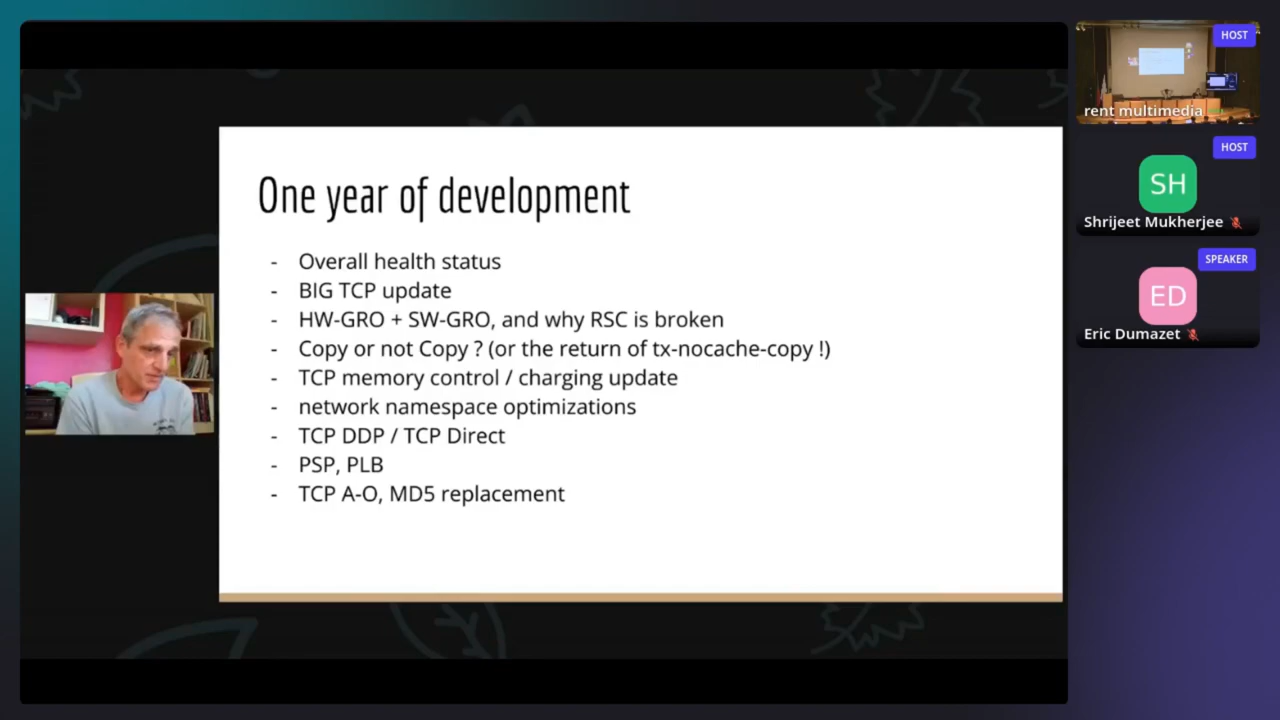 One year of development
- Overall health status
- BIG TCP update
- HW-GRO + SW-GRO, and why RSC is broken
- Copy or not Copy ? (or the return of tx-nocache-copy !)
- TCP memory control / charging update
- network namespace optimizations
- TCP DDP / TCP Direct
- PSP, PLB
- TCP A-O, MD5 replacement
HOST
rent multimedia
HOST
SH
Shrijeet Mukherjee
SPEAKER
ED
Eric Dumazet